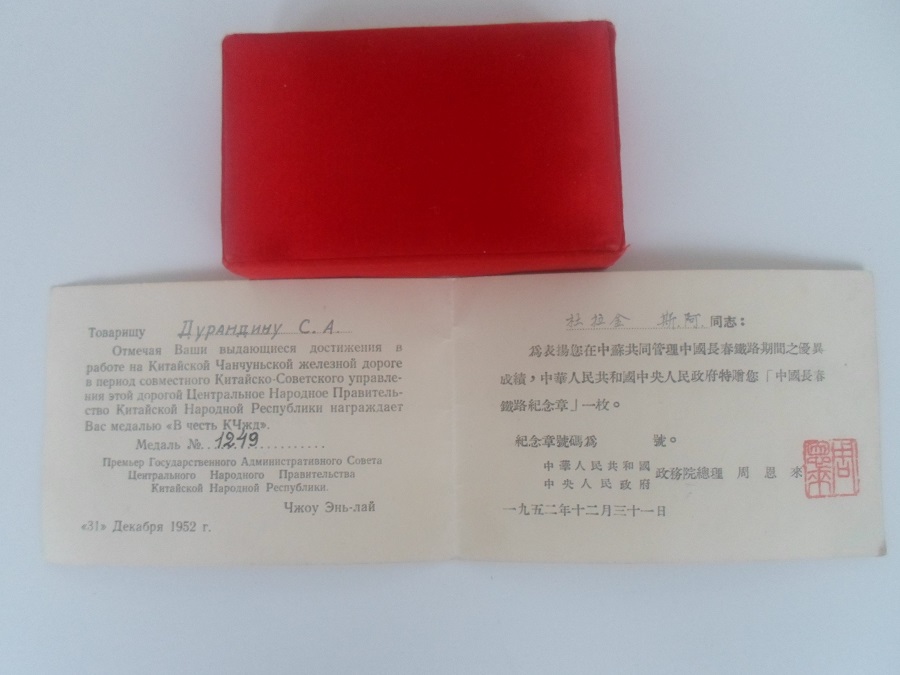 Товарищу Дурандину С. А.
Отмечая Ваши выдающиеся достижения в
работе на Китайской Чанчуньской железной дороге
в период совместного Китайско-Советского управле-
ния этой дорогой Центральное Народное Правитель-
ство Китайской Народной Республики награждает
Вас медалью «В честь КЧжд».
Медаль №..1249..............
Премьер Государственного Административного Совета
Центрального Народного Правительства
Китайской Народной Республики.
Чжоу Энь-лай
«31» Декабря 1952 г.
杜拉金 斯.阿. 同志：
爲表揚您在中蘇共同管理中國長春鐵路期間之優異
成績，中華人民共和國中央人民政府特贈您「中國長春
鐵路紀念章」一枚。
紀念章號碼爲 號。
中華人民共和國
中央人民政府 政務院總理 周恩來
周恩來
一九五二年十二月三十一日